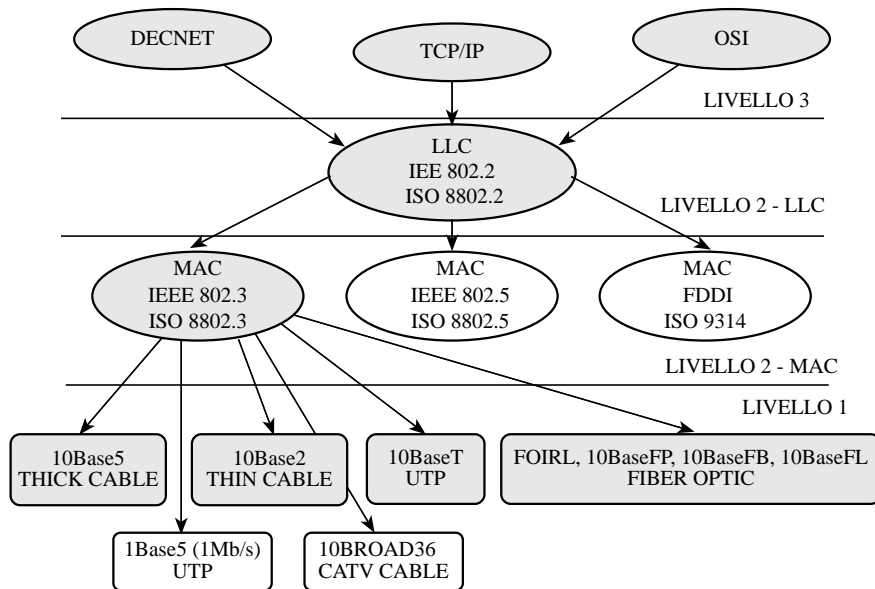 DECNET
TCP/IP
OSI
LIVELLO 3
LLC
IEE 802.2
ISO 8802.2
LIVELLO 2 - LLC
MAC
IEEE 802.3
ISO 8802.3
MAC
IEEE 802.5
ISO 8802.5
MAC
FDDI
ISO 9314
LIVELLO 2 - MAC
LIVELLO 1
10Base5
THICK CABLE
10Base2
THIN CABLE
10BaseT
UTP
FOIRL, 10BaseFP, 10BaseFB, 10BaseFL
FIBER OPTIC
1Base5 (1Mb/s)
UTP
10BROAD36
CATV CABLE